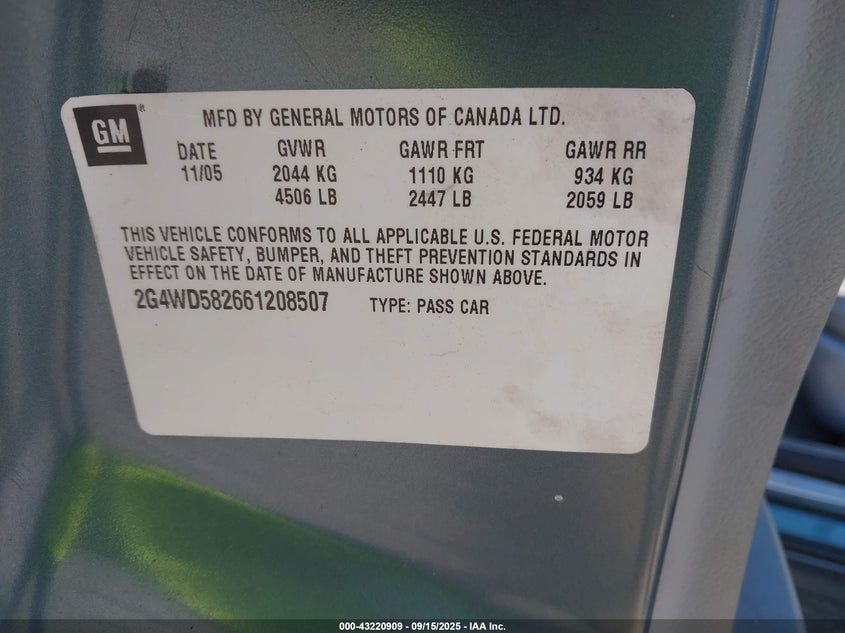 GM
®
MFD BY GENERAL MOTORS OF CANADA LTD.
DATE GVWR GAWR FRT GAWR RR
11/05 2044 KG 1110 KG 934 KG
4506 LB 2447 LB 2059 LB
THIS VEHICLE CONFORMS TO ALL APPLICABLE U.S. FEDERAL MOTOR
VEHICLE SAFETY, BUMPER, AND THEFT PREVENTION STANDARDS IN
EFFECT ON THE DATE OF MANUFACTURE SHOWN ABOVE.
2G4WD582661208507 TYPE: PASS CAR
000-43220909 - 09/15/2025 - IAA Inc.